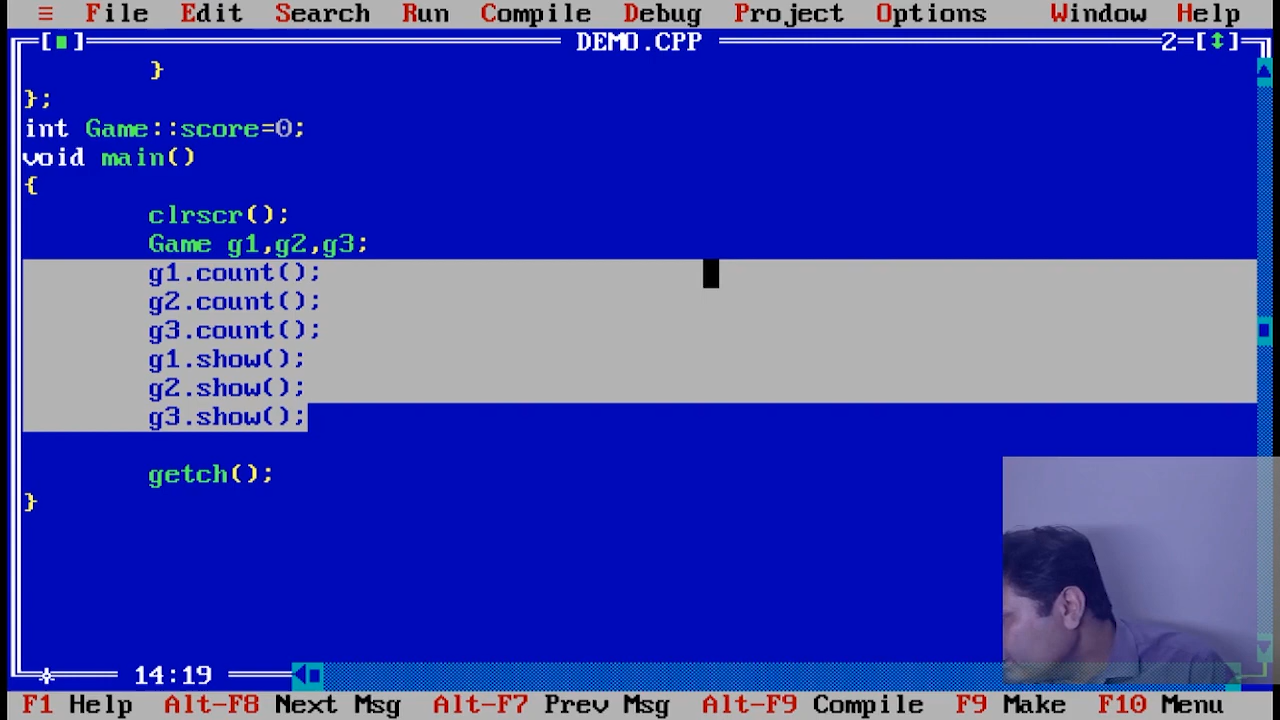 ≡ File Edit Search Run Compile Debug Project Options Window Help
[■] DEMO.CPP 2=[↕]
}
};
int Game::score=0;
void main()
{
clrscr();
Game g1,g2,g3;
g1.count();
g2.count();
g3.count();
g1.show();
g2.show();
g3.show();
getch();
}
14:19
F1 Help Alt-F8 Next Msg Alt-F7 Prev Msg Alt-F9 Compile F9 Make F10 Menu